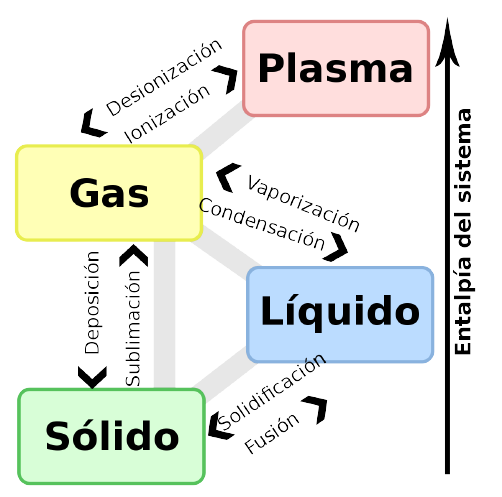 Plasma
Desionización
Ionización
Gas
Vaporización
Condensación
Entalpía del sistema
Deposición
Sublimación
Líquido
Solidificación
Fusión
Sólido